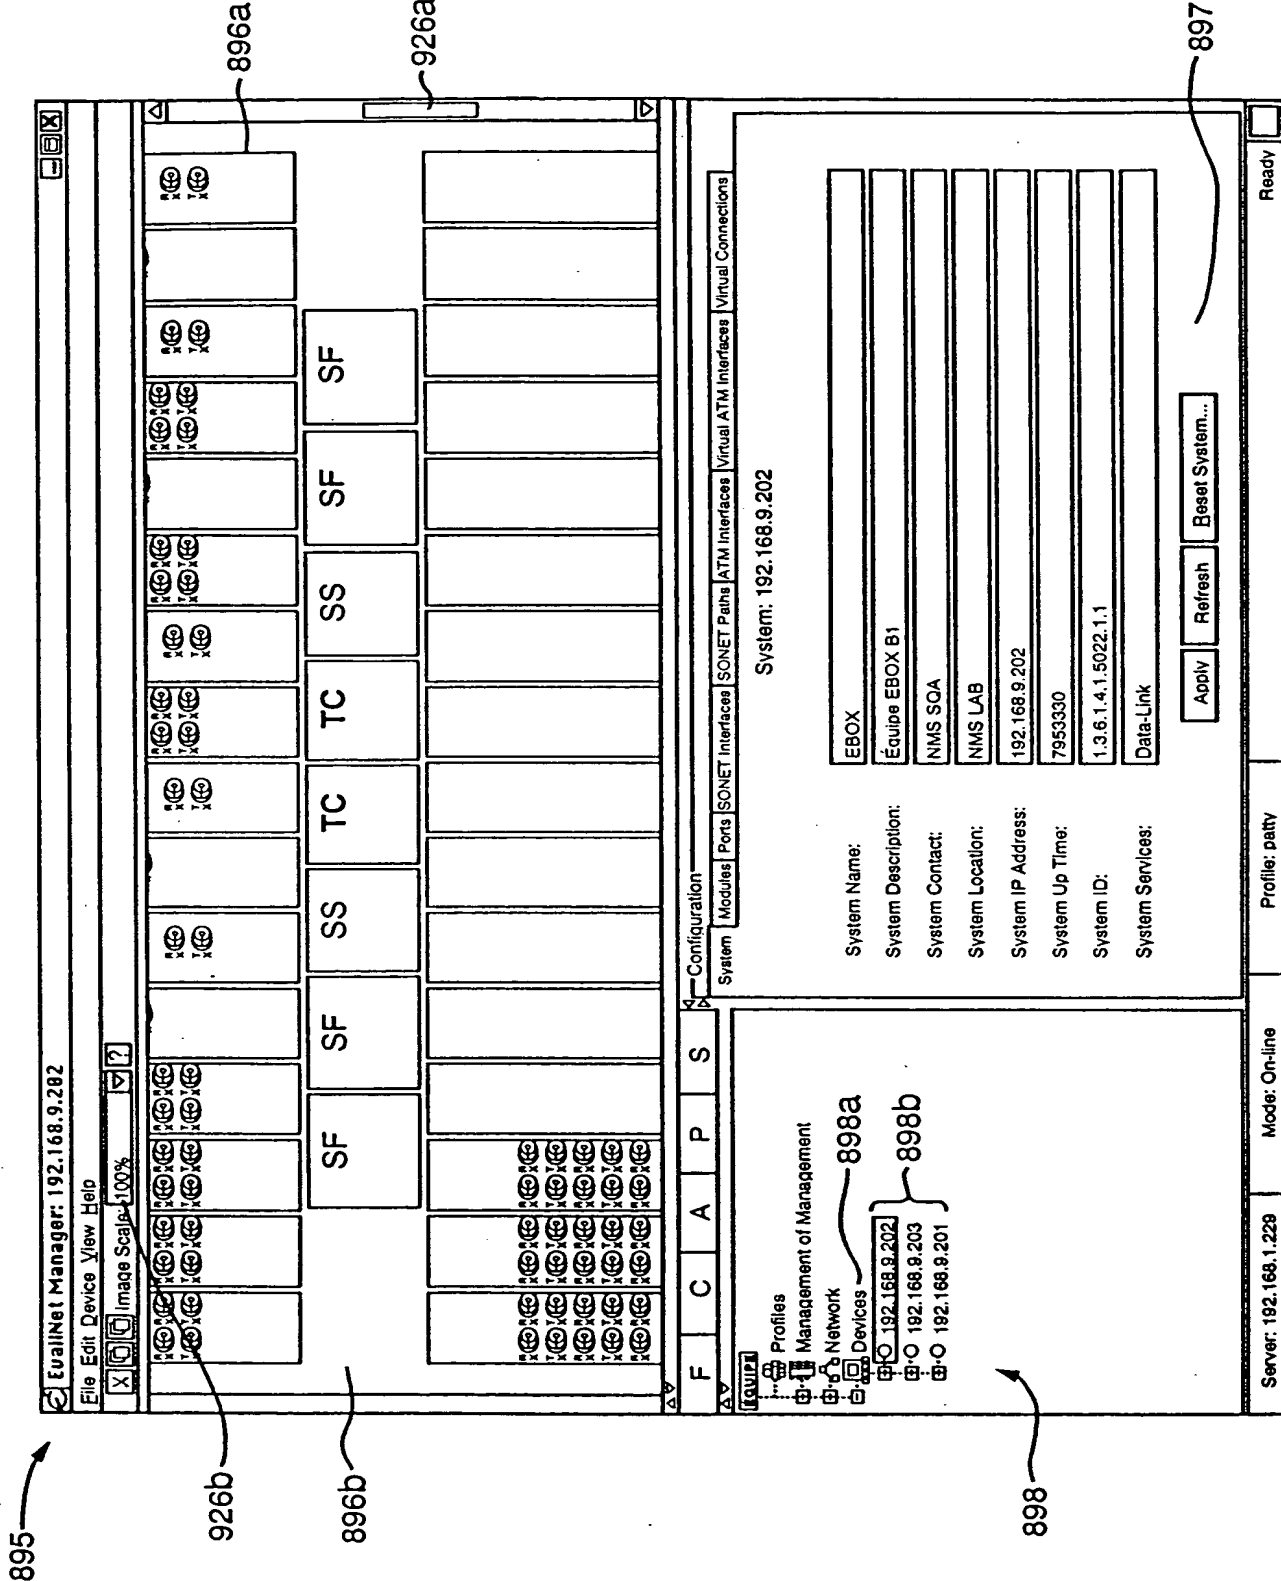 895
EualiNet Manager: 192.168.9.202
File Edit Device View Help
Image Scale: 100% ?
926b
896a
926a
896b
SF SF SS TC TC SS SF SF
F C A P S
EQUIPE
Profiles
Management of Management
Network
Devices
192.168.9.202
192.168.9.203
192.168.9.201
898a
898b
898
Configuration
System Modules Ports SONET Interfaces SONET Paths ATM Interfaces Virtual ATM Interfaces Virtual Connections
System: 192.168.9.202
System Name: EBOX
System Description: Équipe EBOX B1
System Contact: NMS SQA
System Location: NMS LAB
System IP Address: 192.168.9.202
System Up Time: 7953330
System ID: 1.3.6.1.4.1.5022.1.1
System Services: Data-Link
Apply Refresh Beset System...
897
Server: 192.168.1.229 Mode: On-line Profile: patty Ready